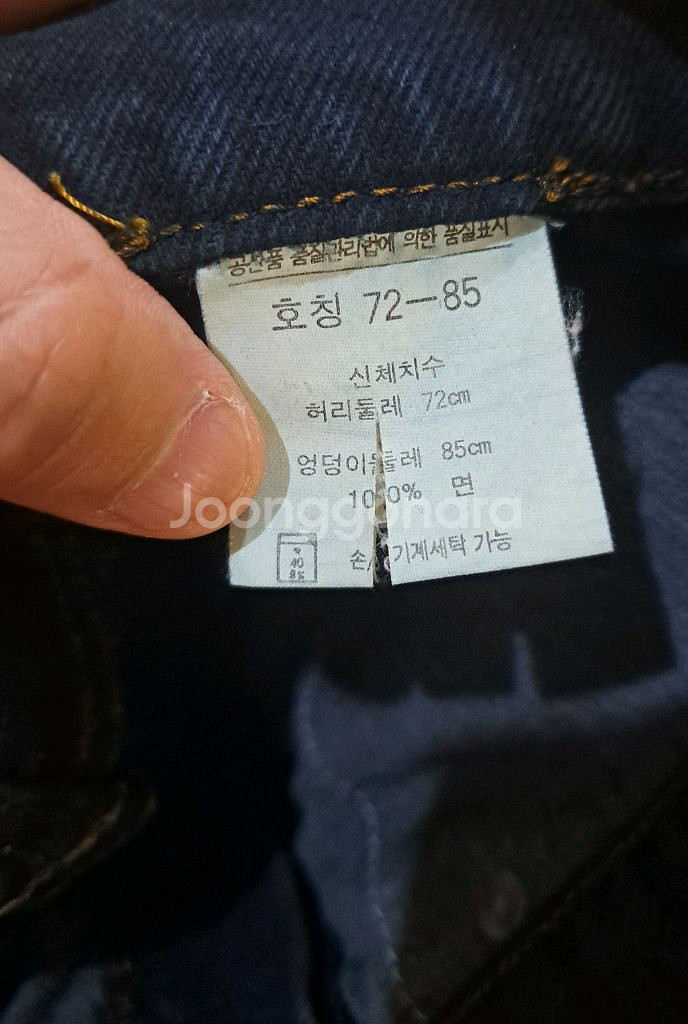 공산품 품질관리법에 의한 품질표시
호칭 72-85
신체치수
허리둘레 72cm
엉덩이둘레 85cm
100% 면
Joonggonara
40
손/기계세탁 가능